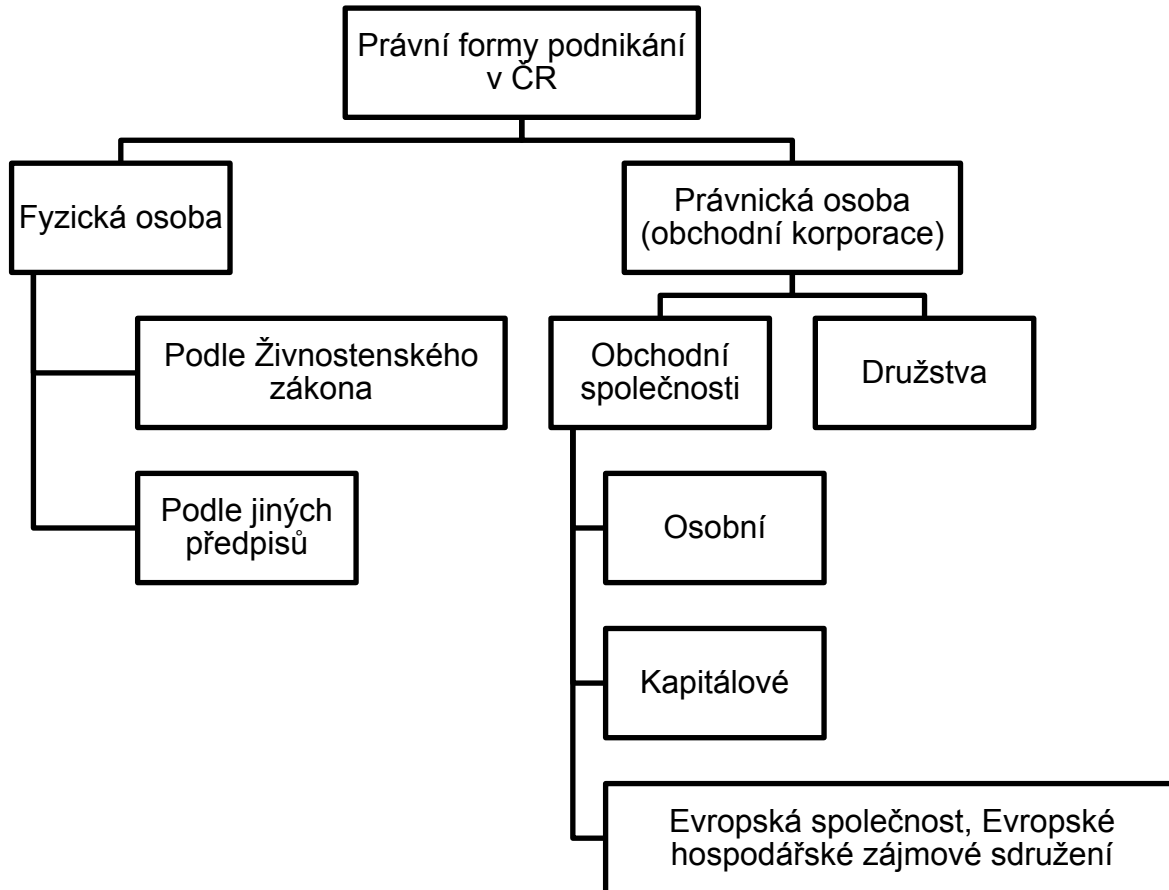 Právní formy podnikání
v ČR
Fyzická osoba
Právnická osoba
(obchodní korporace)
Podle Živnostenského
zákona
Obchodní
společnosti
Družstva
Podle jiných
předpisů
Osobní
Kapitálové
Evropská společnost, Evropské
hospodářské zájmové sdružení